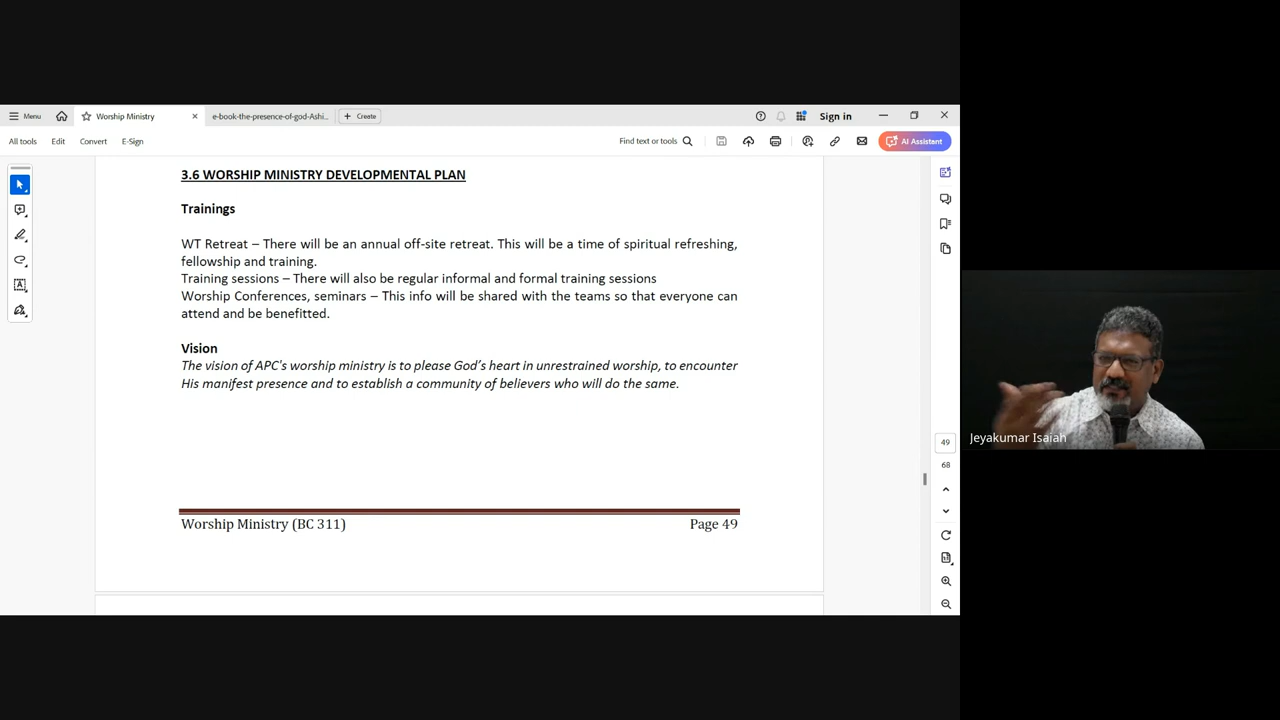 Menu
Worship Ministry
e-book-the-presence-of-god-Ashi...
Create
Sign in
All tools
Edit
Convert
E-Sign
Find text or tools
AI Assistant
3.6 WORSHIP MINISTRY DEVELOPMENTAL PLAN
Trainings
WT Retreat – There will be an annual off-site retreat. This will be a time of spiritual refreshing,
fellowship and training.
Training sessions – There will also be regular informal and formal training sessions
Worship Conferences, seminars – This info will be shared with the teams so that everyone can
attend and be benefitted.
Vision
The vision of APC's worship ministry is to please God’s heart in unrestrained worship, to encounter
His manifest presence and to establish a community of believers who will do the same.
Worship Ministry (BC 311)
Page 49
49
68
Jeyakumar Isaiah